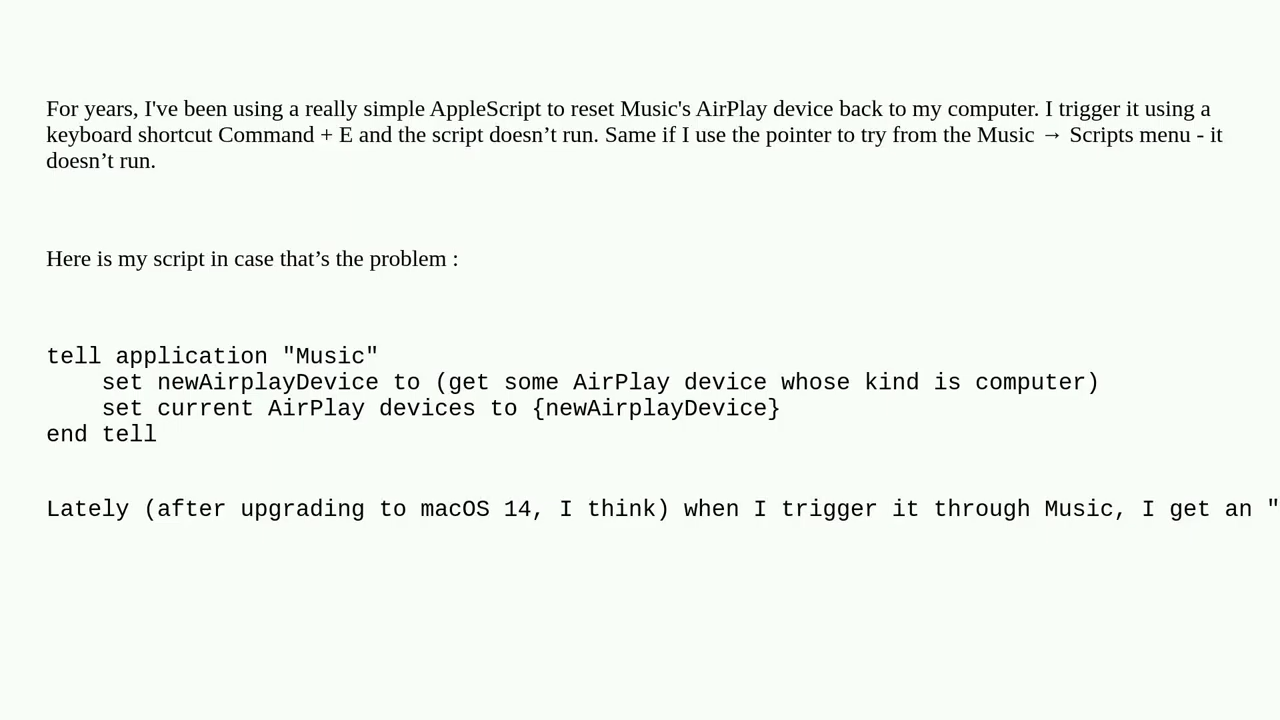 For years, I've been using a really simple AppleScript to reset Music's AirPlay device back to my computer. I trigger it using a
keyboard shortcut Command + E and the script doesn’t run. Same if I use the pointer to try from the Music → Scripts menu - it
doesn’t run.
Here is my script in case that’s the problem :
tell application "Music"
    set newAirplayDevice to (get some AirPlay device whose kind is computer)
    set current AirPlay devices to {newAirplayDevice}
end tell
Lately (after upgrading to macOS 14, I think) when I trigger it through Music, I get an "